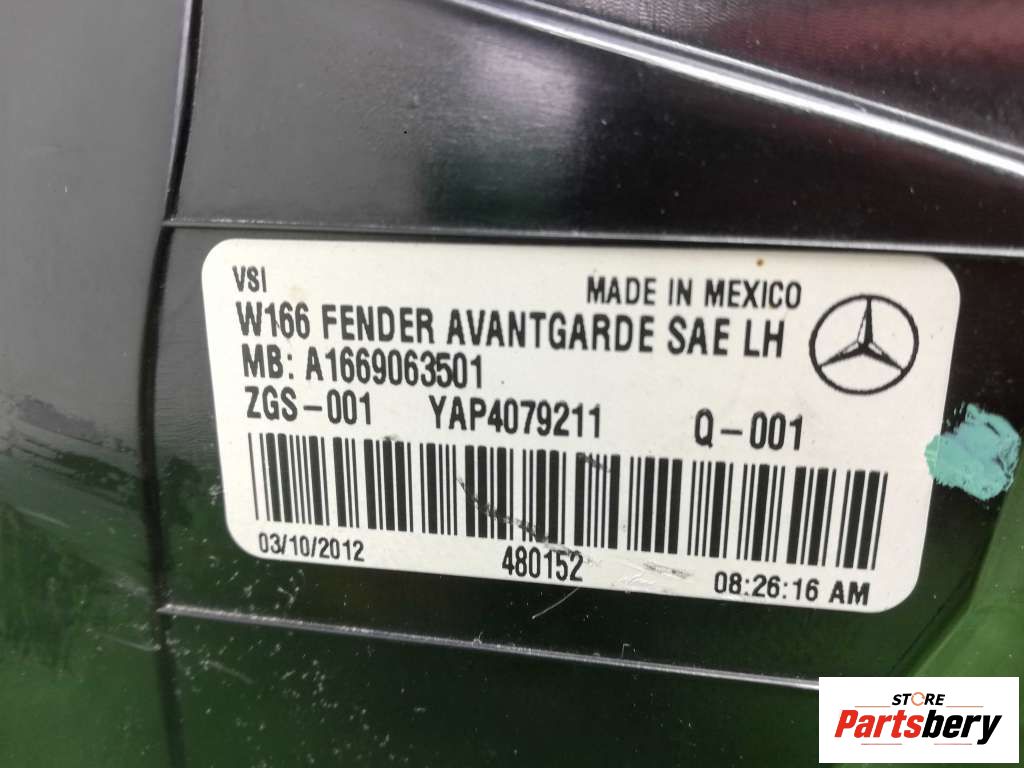 VSI MADE IN MEXICO
W166 FENDER AVANTGARDE SAE LH
MB: A1669063501
ZGS-001 YAP4079211 Q-001
03/10/2012 480152 08:26:16 AM
STORE
Partsbery